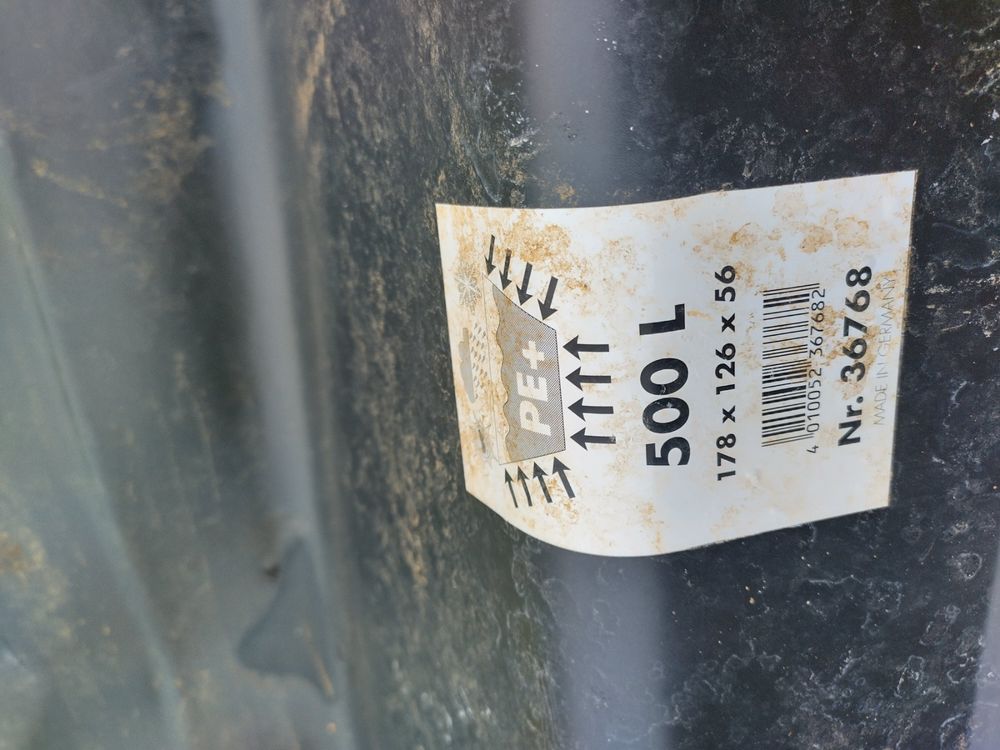 PE+
500 L
178 x 126 x 56
4 010052 367682
Nr. 36768
MADE IN GERMANY